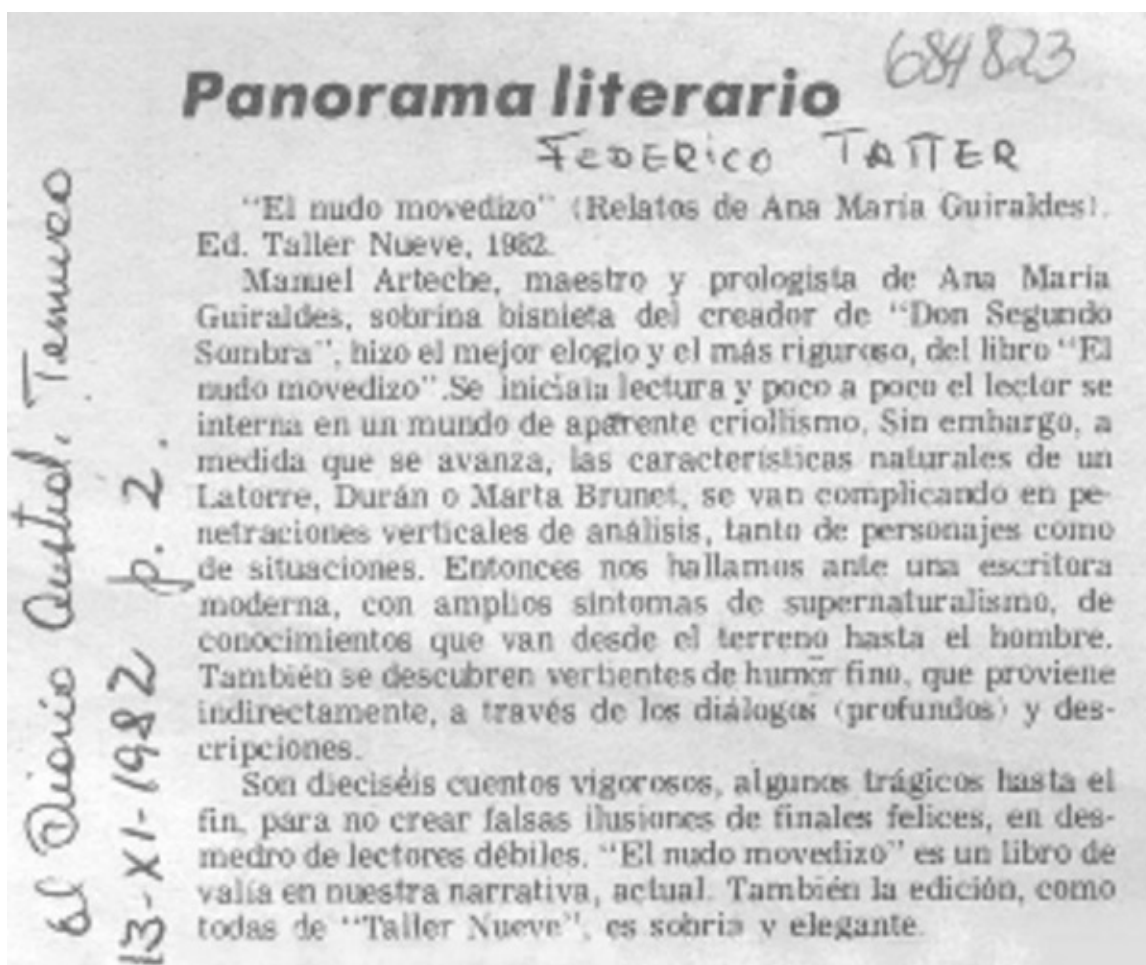 684823
Panorama literario
FEDERICO TATTER
"El nudo movedizo" (Relatos de Ana María Guiraldes).
Ed. Taller Nueve, 1982.
Manuel Arteche, maestro y prologista de Ana María
Guiraldes, sobrina bisnieta del creador de "Don Segundo
Sombra", hizo el mejor elogio y el más riguroso, del libro "El
nudo movedizo".Se inicia la lectura y poco a poco el lector se
interna en un mundo de aparente criollismo. Sin embargo, a
medida que se avanza, las características naturales de un
Latorre, Durán o Marta Brunet, se van complicando en pe-
netraciones verticales de análisis, tanto de personajes como
de situaciones. Entonces nos hallamos ante una escritora
moderna, con amplios síntomas de supernaturalismo, de
conocimientos que van desde el terreno hasta el hombre.
También se descubren vertientes de humor fino, que proviene
indirectamente, a través de los diálogos (profundos) y des-
cripciones.
Son dieciséis cuentos vigorosos, algunos trágicos hasta el
fin, para no crear falsas ilusiones de finales felices, en des-
medro de lectores débiles. "El nudo movedizo" es un libro de
valía en nuestra narrativa, actual. También la edición, como
todas de "Taller Nueve", es sobria y elegante.
El Diario Austral, Temuco
13-XI-1982 p. 2.